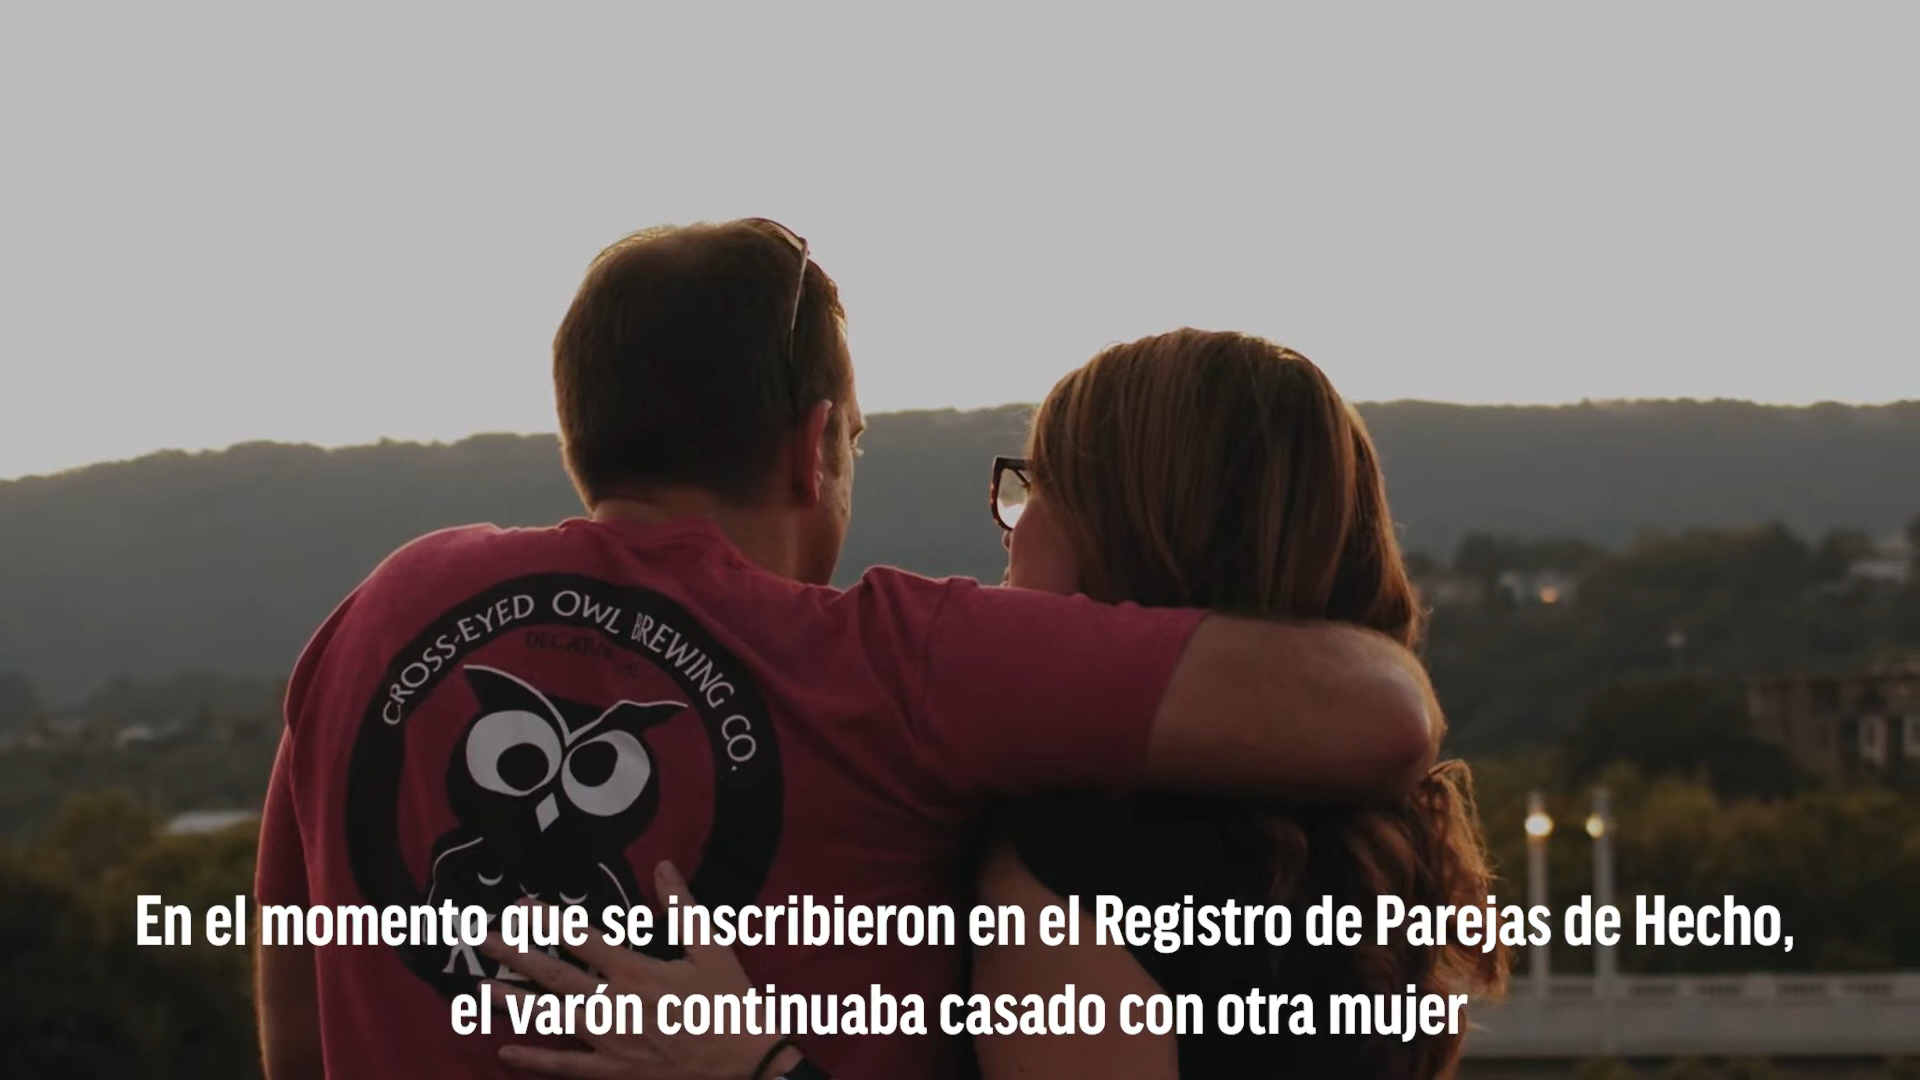 CROSS-EYED OWL BREWING CO.
En el momento que se inscribieron en el Registro de Parejas de Hecho,
el varón continuaba casado con otra mujer